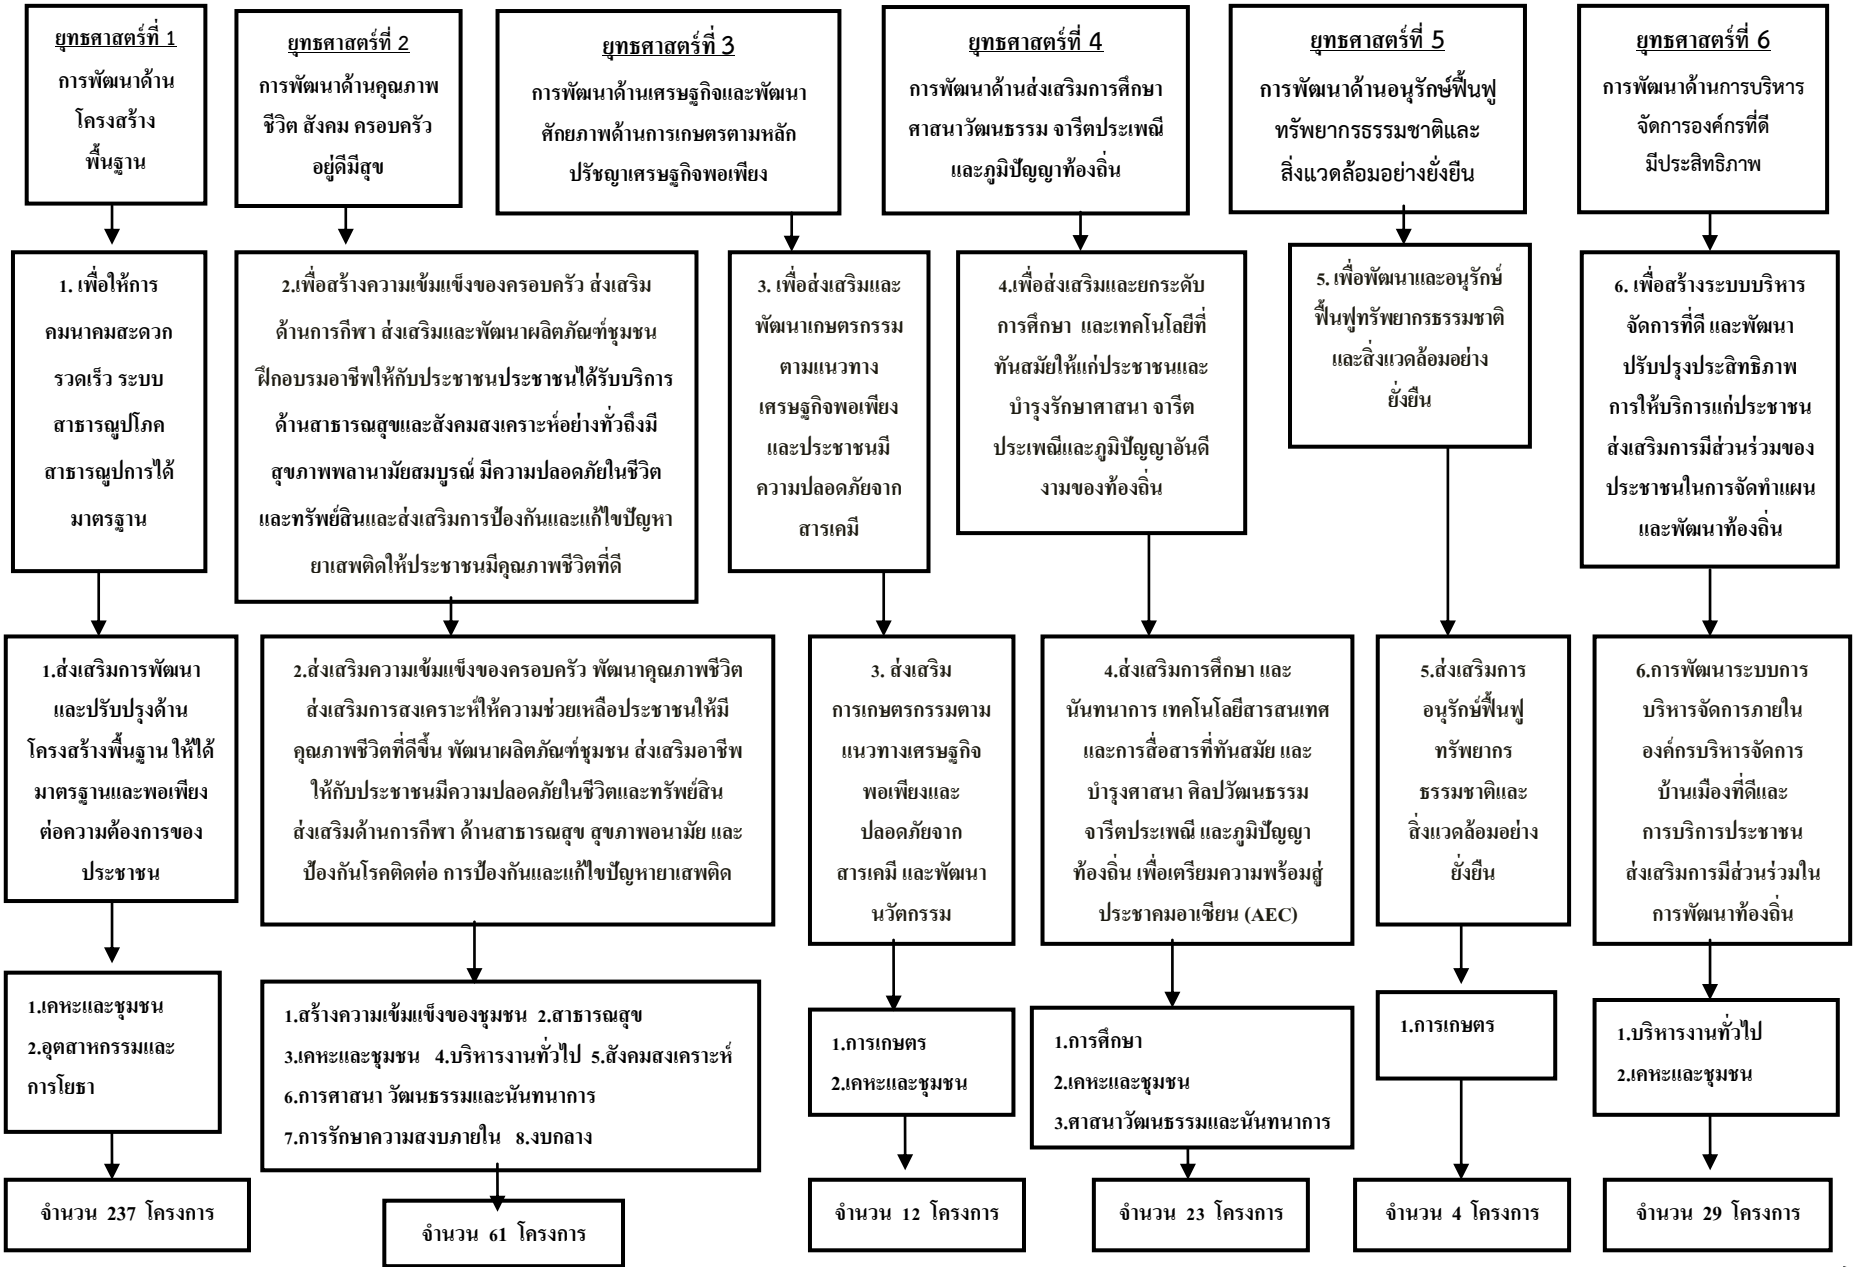 ยุทธศาสตร์ที่ 1
การพัฒนาด้าน
โครงสร้าง
พื้นฐาน
ยุทธศาสตร์ที่ 2
การพัฒนาด้านคุณภาพ
ชีวิต สังคม ครอบครัว
อยู่ดีมีสุข
ยุทธศาสตร์ที่ 3
การพัฒนาด้านเศรษฐกิจและพัฒนา
ศักยภาพด้านการเกษตรตามหลัก
ปรัชญาเศรษฐกิจพอเพียง
ยุทธศาสตร์ที่ 4
การพัฒนาด้านส่งเสริมการศึกษา
ศาสนาวัฒนธรรม จารีตประเพณี
และภูมิปัญญาท้องถิ่น
ยุทธศาสตร์ที่ 5
การพัฒนาด้านอนุรักษ์ฟื้นฟู
ทรัพยากรธรรมชาติและ
สิ่งแวดล้อมอย่างยั่งยืน
ยุทธศาสตร์ที่ 6
การพัฒนาด้านการบริหาร
จัดการองค์กรที่ดี
มีประสิทธิภาพ
1. เพื่อให้การ
คมนาคมสะดวก
รวดเร็ว ระบบ
สาธารณูปโภค
สาธารณูปการได้
มาตรฐาน
2.เพื่อสร้างความเข้มแข็งของครอบครัว ส่งเสริม
ด้านการกีฬา ส่งเสริมและพัฒนาผลิตภัณฑ์ชุมชน
ฝึกอบรมอาชีพให้กับประชาชนประชาชนได้รับบริการ
ด้านสาธารณสุขและสังคมสงเคราะห์อย่างทั่วถึงมี
สุขภาพพลานามัยสมบูรณ์ มีความปลอดภัยในชีวิต
และทรัพย์สินและส่งเสริมการป้องกันและแก้ไขปัญหา
ยาเสพติดให้ประชาชนมีคุณภาพชีวิตที่ดี
3. เพื่อส่งเสริมและ
พัฒนาเกษตรกรรม
ตามแนวทาง
เศรษฐกิจพอเพียง
และประชาชนมี
ความปลอดภัยจาก
สารเคมี
4.เพื่อส่งเสริมและยกระดับ
การศึกษา และเทคโนโลยีที่
ทันสมัยให้แก่ประชาชนและ
บำรุงรักษาศาสนา จารีต
ประเพณีและภูมิปัญญาอันดี
งามของท้องถิ่น
5. เพื่อพัฒนาและอนุรักษ์
ฟื้นฟูทรัพยากรธรรมชาติ
และสิ่งแวดล้อมอย่าง
ยั่งยืน
6. เพื่อสร้างระบบบริหาร
จัดการที่ดี และพัฒนา
ปรับปรุงประสิทธิภาพ
การให้บริการแก่ประชาชน
ส่งเสริมการมีส่วนร่วมของ
ประชาชนในการจัดทำแผน
และพัฒนาท้องถิ่น
1.ส่งเสริมการพัฒนา
และปรับปรุงด้าน
โครงสร้างพื้นฐาน ให้ได้
มาตรฐานและพอเพียง
ต่อความต้องการของ
ประชาชน
2.ส่งเสริมความเข้มแข็งของครอบครัว พัฒนาคุณภาพชีวิต
ส่งเสริมการสงเคราะห์ให้ความช่วยเหลือประชาชนให้มี
คุณภาพชีวิตที่ดีขึ้น พัฒนาผลิตภัณฑ์ชุมชน ส่งเสริมอาชีพ
ให้กับประชาชนมีความปลอดภัยในชีวิตและทรัพย์สิน
ส่งเสริมด้านการกีฬา ด้านสาธารณสุข สุขภาพอนามัย และ
ป้องกันโรคติดต่อ การป้องกันและแก้ไขปัญหายาเสพติด
3. ส่งเสริม
การเกษตรกรรมตาม
แนวทางเศรษฐกิจ
พอเพียงและ
ปลอดภัยจาก
สารเคมี และพัฒนา
นวัตกรรม
4.ส่งเสริมการศึกษา และ
นันทนาการ เทคโนโลยีสารสนเทศ
และการสื่อสารที่ทันสมัย และ
บำรุงศาสนา ศิลปวัฒนธรรม
จารีตประเพณี และภูมิปัญญา
ท้องถิ่น เพื่อเตรียมความพร้อมสู่
ประชาคมอาเซียน (AEC)
5.ส่งเสริมการ
อนุรักษ์ฟื้นฟู
ทรัพยากร
ธรรมชาติและ
สิ่งแวดล้อมอย่าง
ยั่งยืน
6.การพัฒนาระบบการ
บริหารจัดการภายใน
องค์กรบริหารจัดการ
บ้านเมืองที่ดีและ
การบริการประชาชน
ส่งเสริมการมีส่วนร่วมใน
การพัฒนาท้องถิ่น
1.เคหะและชุมชน
2.อุตสาหกรรมและ
การโยธา
1.สร้างความเข้มแข็งของชุมชน 2.สาธารณสุข
3.เคหะและชุมชน 4.บริหารงานทั่วไป 5.สังคมสงเคราะห์
6.การศาสนา วัฒนธรรมและนันทนาการ
7.การรักษาความสงบภายใน 8.งบกลาง
1.การเกษตร
2.เคหะและชุมชน
1.การศึกษา
2.เคหะและชุมชน
3.ศาสนาวัฒนธรรมและนันทนาการ
1.การเกษตร
1.บริหารงานทั่วไป
2.เคหะและชุมชน
จำนวน 237 โครงการ
จำนวน 61 โครงการ
จำนวน 12 โครงการ
จำนวน 23 โครงการ
จำนวน 4 โครงการ
จำนวน 29 โครงการ